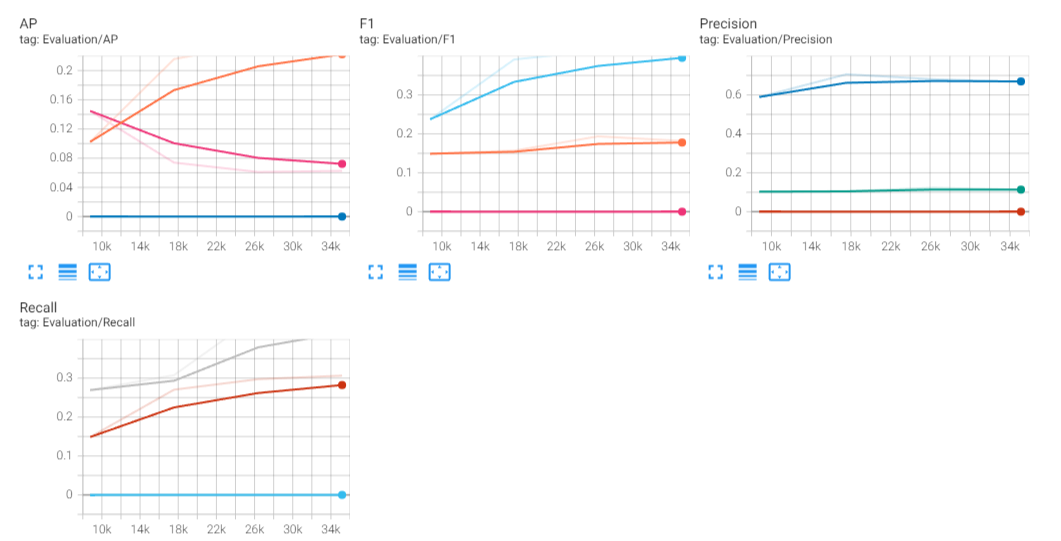 AP
tag: Evaluation/AP
0.2
0.16
0.12
0.08
0.04
0
10k 14k 18k 22k 26k 30k 34k
F1
tag: Evaluation/F1
0.3
0.2
0.1
0
10k 14k 18k 22k 26k 30k 34k
Precision
tag: Evaluation/Precision
0.6
0.4
0.2
0
10k 14k 18k 22k 26k 30k 34k
Recall
tag: Evaluation/Recall
0.3
0.2
0.1
0
10k 14k 18k 22k 26k 30k 34k